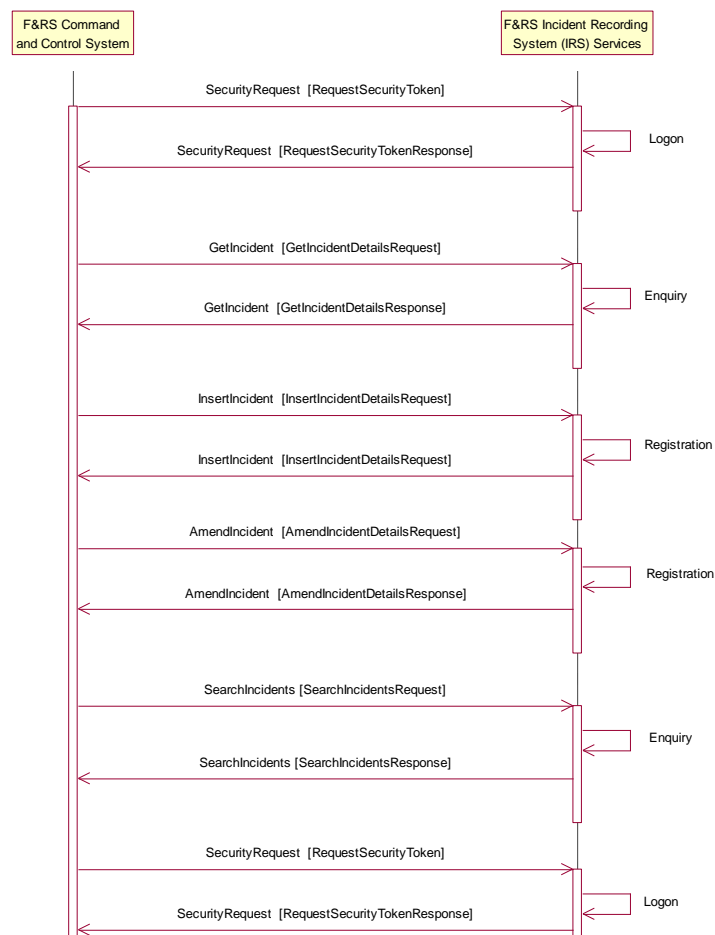 F&RS Command
and Control System
F&RS Incident Recording
System (IRS) Services
SecurityRequest [RequestSecurityToken]
Logon
SecurityRequest [RequestSecurityTokenResponse]
GetIncident [GetIncidentDetailsRequest]
Enquiry
GetIncident [GetIncidentDetailsResponse]
InsertIncident [InsertIncidentDetailsRequest]
Registration
InsertIncident [InsertIncidentDetailsRequest]
AmendIncident [AmendIncidentDetailsRequest]
Registration
AmendIncident [AmendIncidentDetailsResponse]
SearchIncidents [SearchIncidentsRequest]
Enquiry
SearchIncidents [SearchIncidentsResponse]
SecurityRequest [RequestSecurityToken]
Logon
SecurityRequest [RequestSecurityTokenResponse]